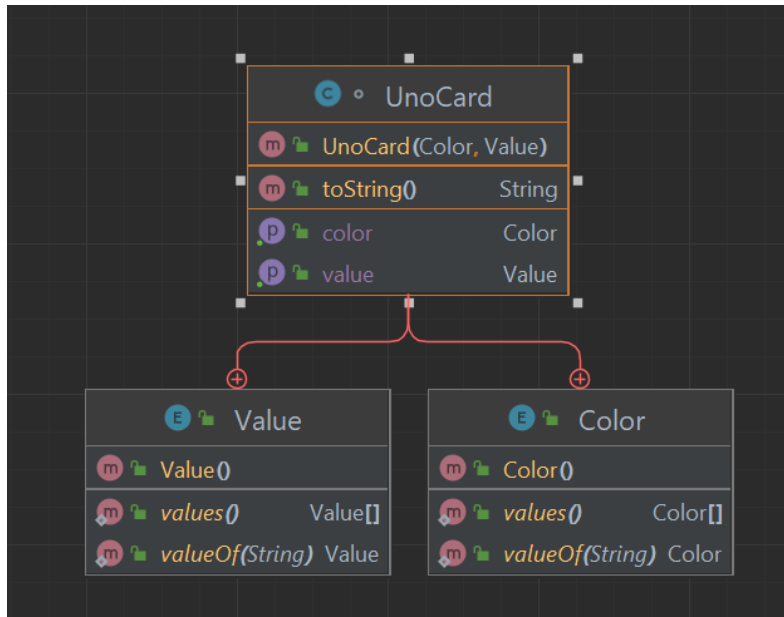 UnoCard
UnoCard(Color, Value)
toString() String
color Color
value Value
Value
Value()
values() Value[]
valueOf(String) Value
Color
Color()
values() Color[]
valueOf(String) Color